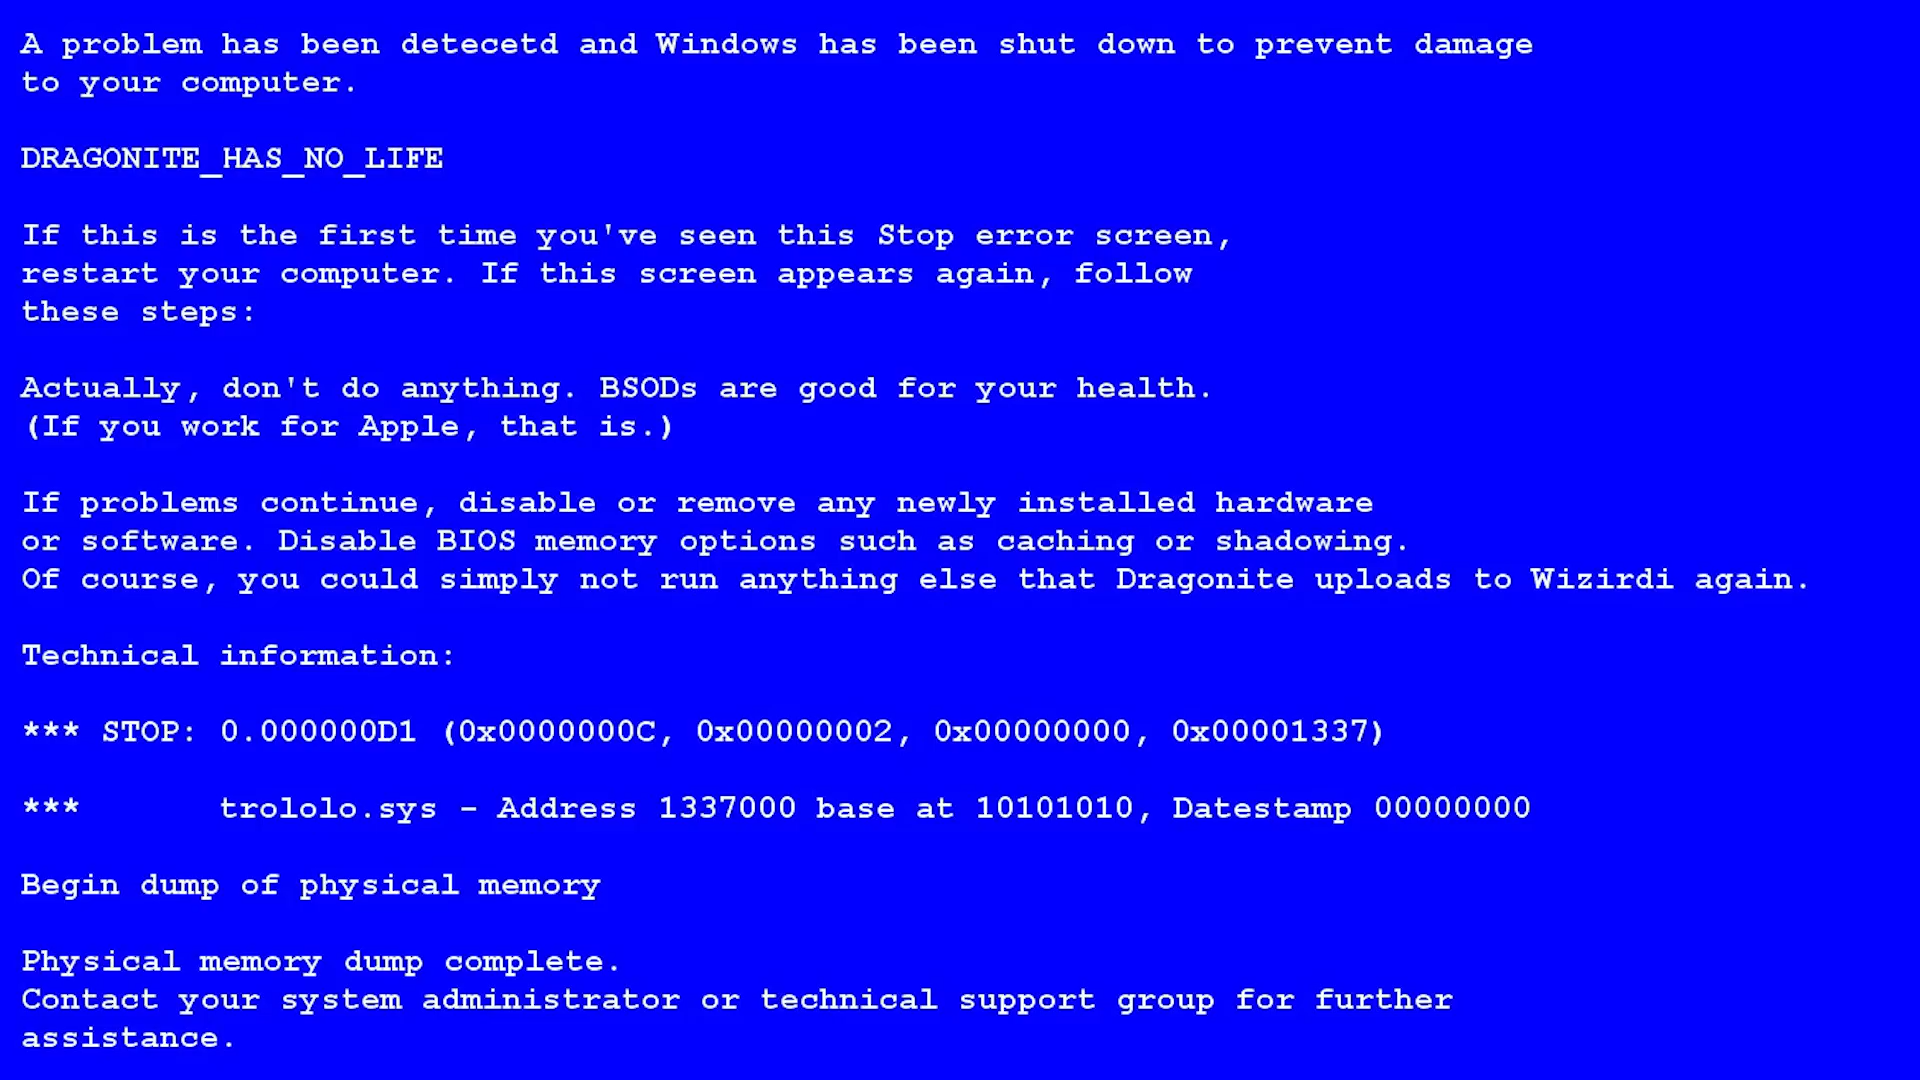 A problem has been detecetd and Windows has been shut down to prevent damage
to your computer.
DRAGONITE_HAS_NO_LIFE
If this is the first time you've seen this Stop error screen,
restart your computer. If this screen appears again, follow
these steps:
Actually, don't do anything. BSODs are good for your health.
(If you work for Apple, that is.)
If problems continue, disable or remove any newly installed hardware
or software. Disable BIOS memory options such as caching or shadowing.
Of course, you could simply not run anything else that Dragonite uploads to Wizirdi again.
Technical information:
*** STOP: 0.000000D1 (0x0000000C, 0x00000002, 0x00000000, 0x00001337)
***       trololo.sys – Address 1337000 base at 10101010, Datestamp 00000000
Begin dump of physical memory
Physical memory dump complete.
Contact your system administrator or technical support group for further
assistance.